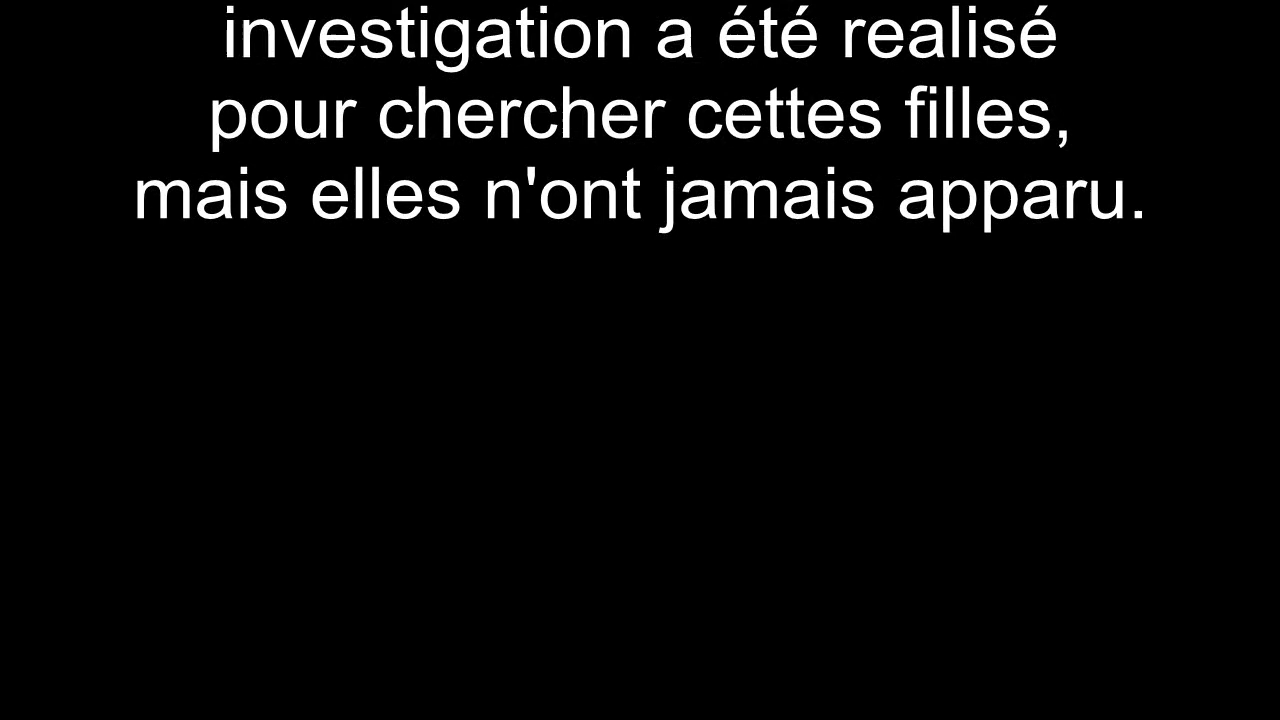 investigation a été realisé
pour chercher cettes filles,
mais elles n'ont jamais apparu.